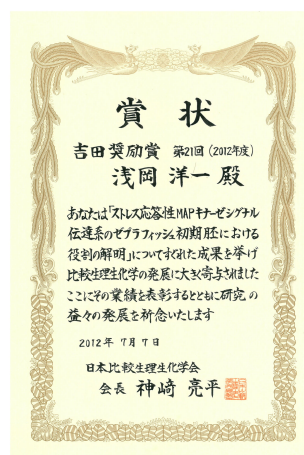 賞状
吉田奨励賞 第21回(2012年度)
浅岡 洋一 殿
あなたは「ストレス応答性MAPキナーゼシグナル
伝達系のゼブラフィッシュ初期胚における
役割の解明」についてすぐれた成果を挙げ
比較生理生化学の発展に大きく寄与されました
ここにその業績を表彰するとともに研究の
益々の発展を祈念いたします
2012年 7月 7日
日本比較生理生化学会
会長 神﨑 亮平